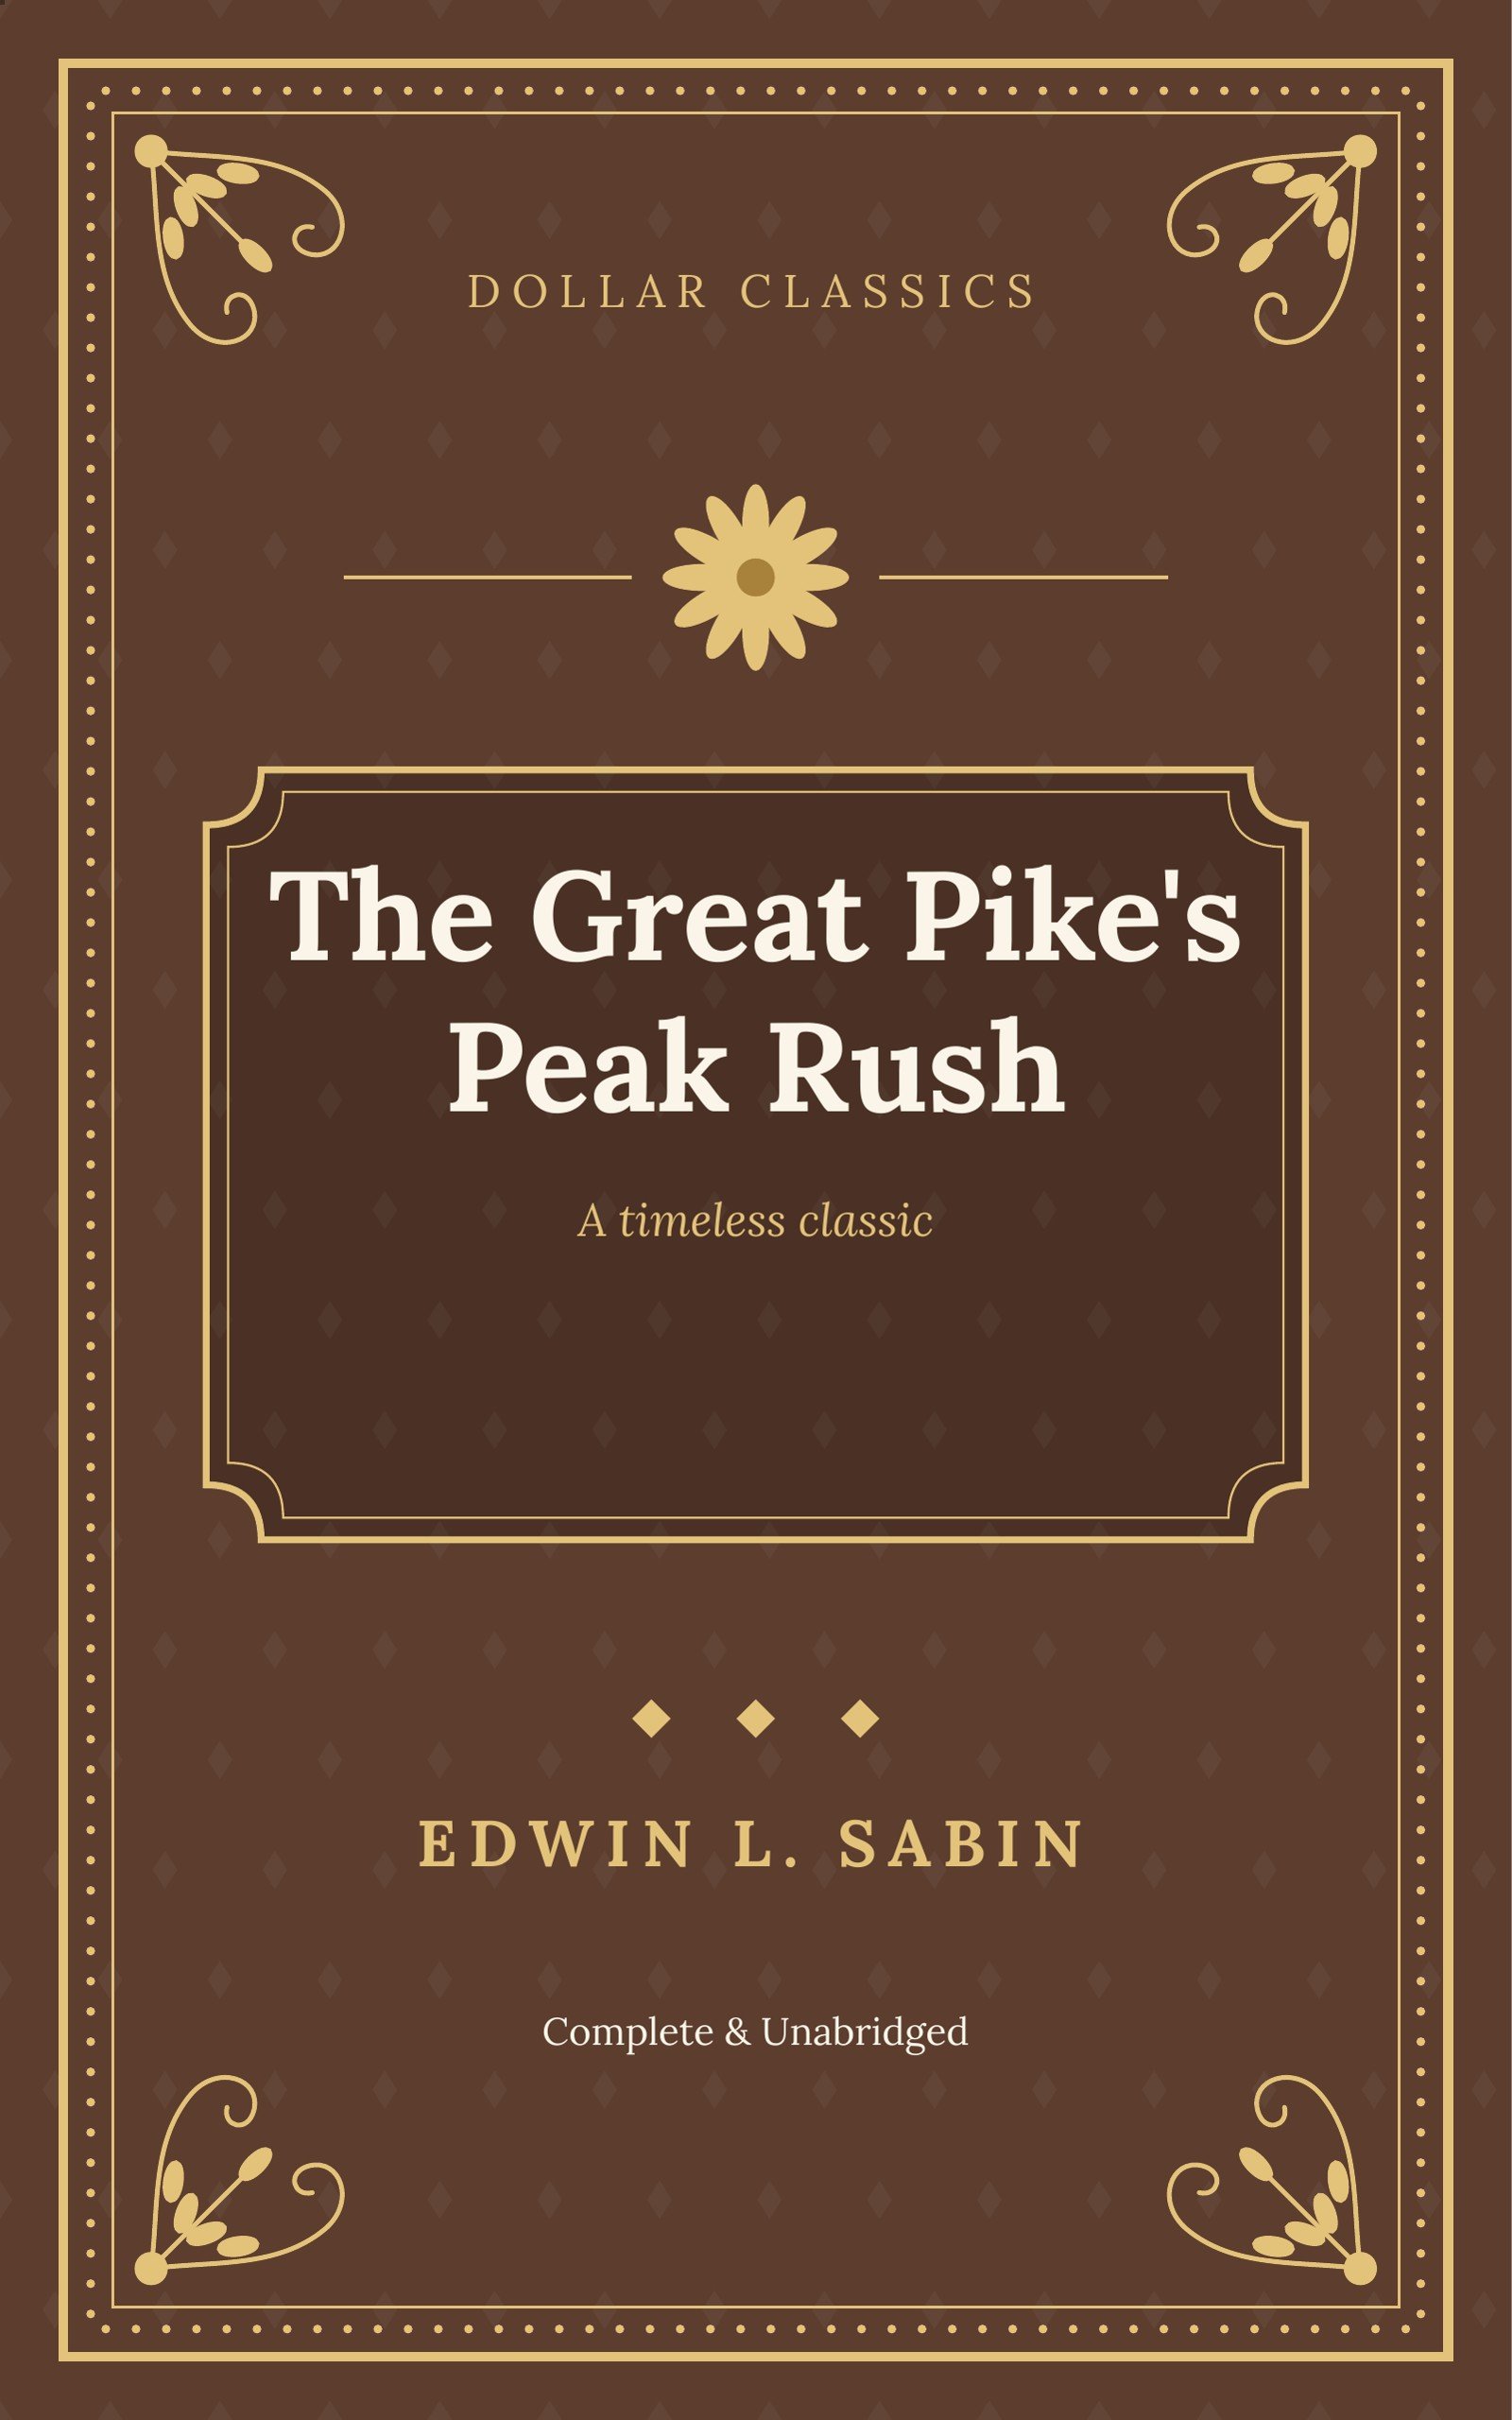 DOLLAR CLASSICS
The Great Pike's
Peak Rush
A timeless classic
EDWIN L. SABIN
Complete & Unabridged